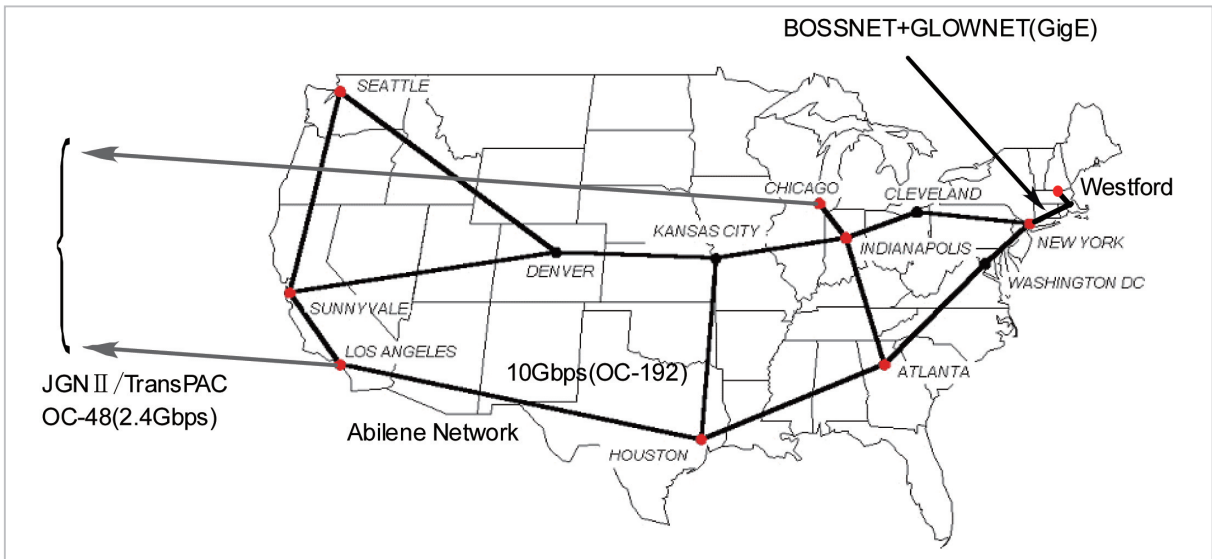 BOSSNET+GLOWNET(GigE)
SEATTLE
CHICAGO
CLEVELAND
Westford
KANSAS CITY
INDIANAPOLIS
NEW YORK
DENVER
WASHINGTON DC
SUNNYVALE
LOS ANGELES
10Gbps(OC-192)
ATLANTA
JGNⅡ/TransPAC
OC-48(2.4Gbps)
Abilene Network
HOUSTON